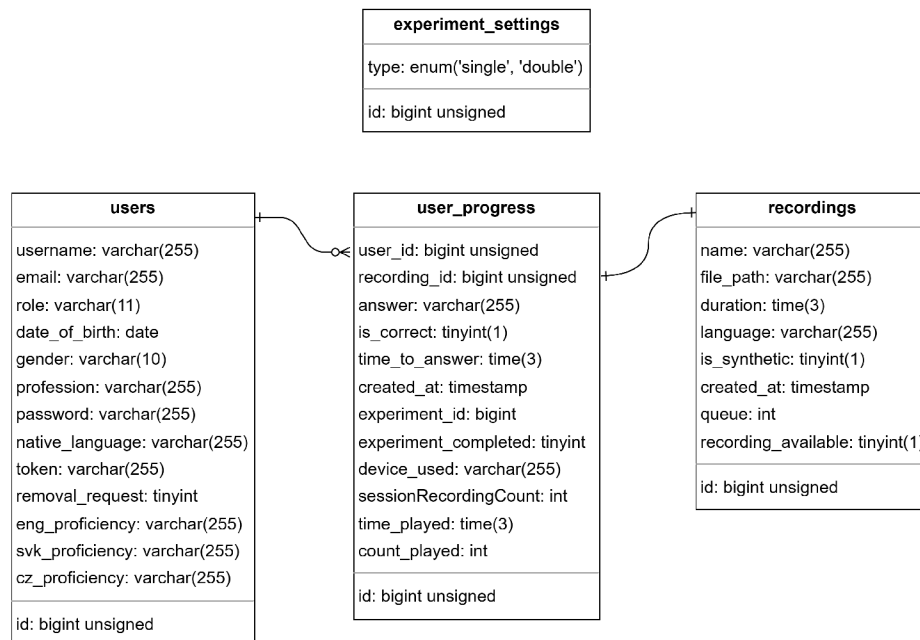 experiment_settings
type: enum('single', 'double')
id: bigint unsigned
users
username: varchar(255)
email: varchar(255)
role: varchar(11)
date_of_birth: date
gender: varchar(10)
profession: varchar(255)
password: varchar(255)
native_language: varchar(255)
token: varchar(255)
removal_request: tinyint
eng_proficiency: varchar(255)
svk_proficiency: varchar(255)
cz_proficiency: varchar(255)
id: bigint unsigned
user_progress
user_id: bigint unsigned
recording_id: bigint unsigned
answer: varchar(255)
is_correct: tinyint(1)
time_to_answer: time(3)
created_at: timestamp
experiment_id: bigint
experiment_completed: tinyint
device_used: varchar(255)
sessionRecordingCount: int
time_played: time(3)
count_played: int
id: bigint unsigned
recordings
name: varchar(255)
file_path: varchar(255)
duration: time(3)
language: varchar(255)
is_synthetic: tinyint(1)
created_at: timestamp
queue: int
recording_available: tinyint(1)
id: bigint unsigned